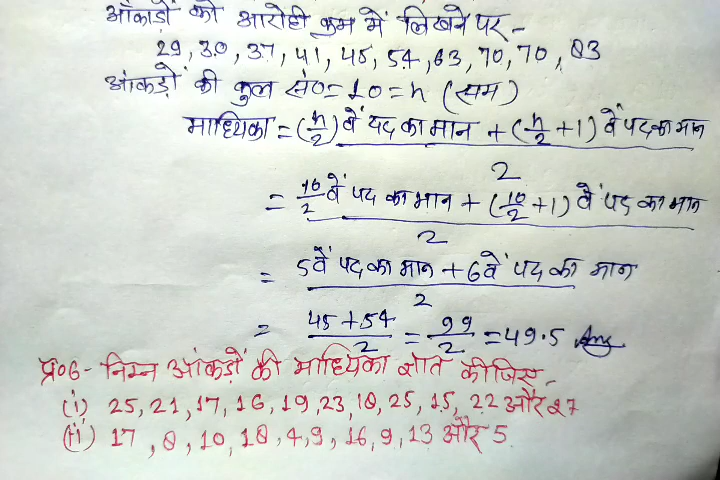 आँकड़ों को आरोही क्रम में लिखने पर-
29, 30, 37, 41, 45, 54, 63, 70, 70, 83
आंकड़ों की कुल सं०=10=n (सम)
माध्यिका = (n/2) वें पद का मान + (n/2 +1) वें पद का मान
2
= 10/2 वें पद का मान + (10/2 +1) वें पद का मान
2
= 5वें पद का मान + 6वें पद का मान
2
= 45+54/2 = 99/2 = 49.5 Ans
प्र०6- निम्न आंकड़ों की माध्यिका ज्ञात कीजिए-
(i) 25, 21, 17, 16, 19, 23, 18, 25, 15, 22 और 27
(ii) 17, 8, 10, 18, 4, 9, 16, 9, 13 और 5